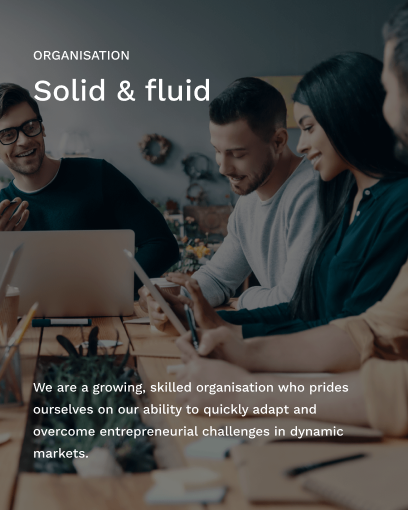 ORGANISATION
Solid & fluid
We are a growing, skilled organisation who prides
ourselves on our ability to quickly adapt and
overcome entrepreneurial challenges in dynamic
markets.